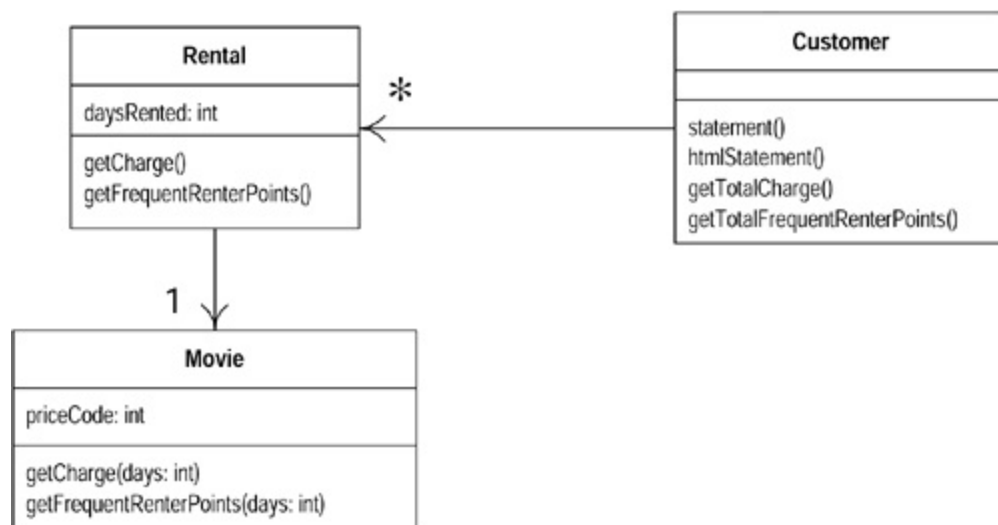 Rental
daysRented: int
getCharge()
getFrequentRenterPoints()
*
Customer
statement()
htmlStatement()
getTotalCharge()
getTotalFrequentRenterPoints()
1
Movie
priceCode: int
getCharge(days: int)
getFrequentRenterPoints(days: int)